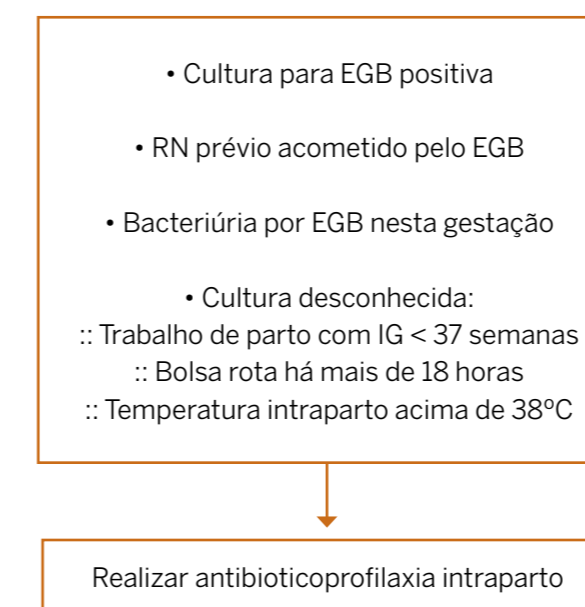 • Cultura para EGB positiva
• RN prévio acometido pelo EGB
• Bacteriúria por EGB nesta gestação
• Cultura desconhecida:
:: Trabalho de parto com IG < 37 semanas
:: Bolsa rota há mais de 18 horas
:: Temperatura intraparto acima de 38ºC
Realizar antibioticoprofilaxia intraparto